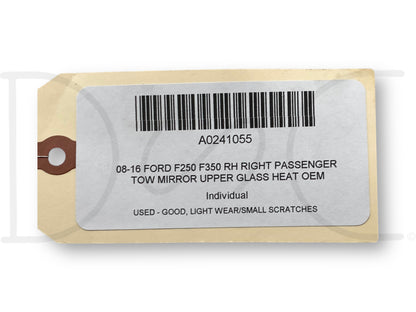 A0241055
08-16 FORD F250 F350 RH RIGHT PASSENGER
TOW MIRROR UPPER GLASS HEAT OEM
Individual
USED - GOOD, LIGHT WEAR/SMALL SCRATCHES